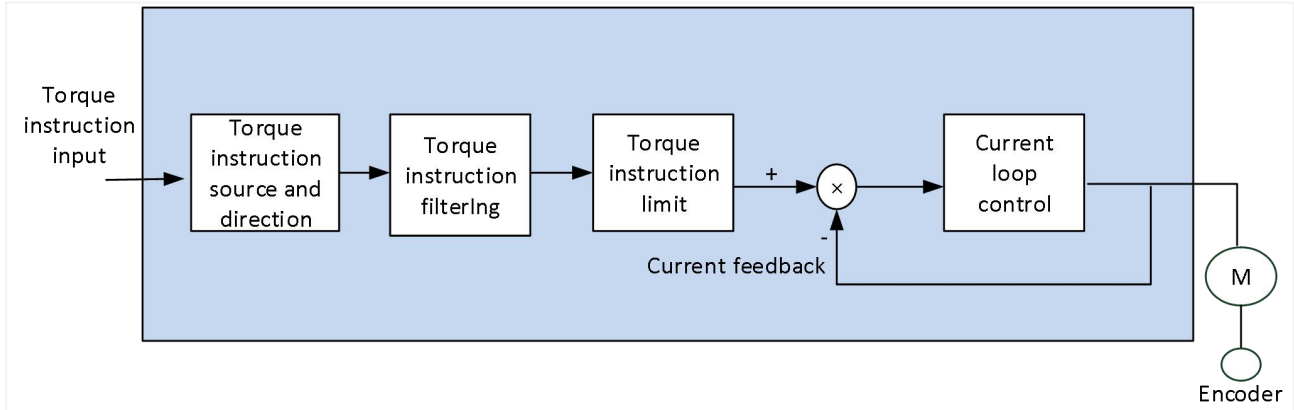 Torque
instruction
input
Torque
instruction
source and
direction
Torque
instruction
filterIng
Torque
instruction
limit
+
×
-
Current feedback
Current
loop
control
M
Encoder